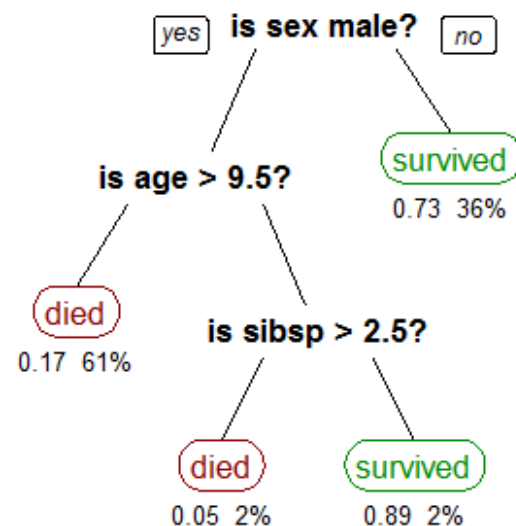 yes is sex male? no
survived
0.73 36%
is age > 9.5?
died
0.17 61%
is sibsp > 2.5?
died survived
0.05 2% 0.89 2%